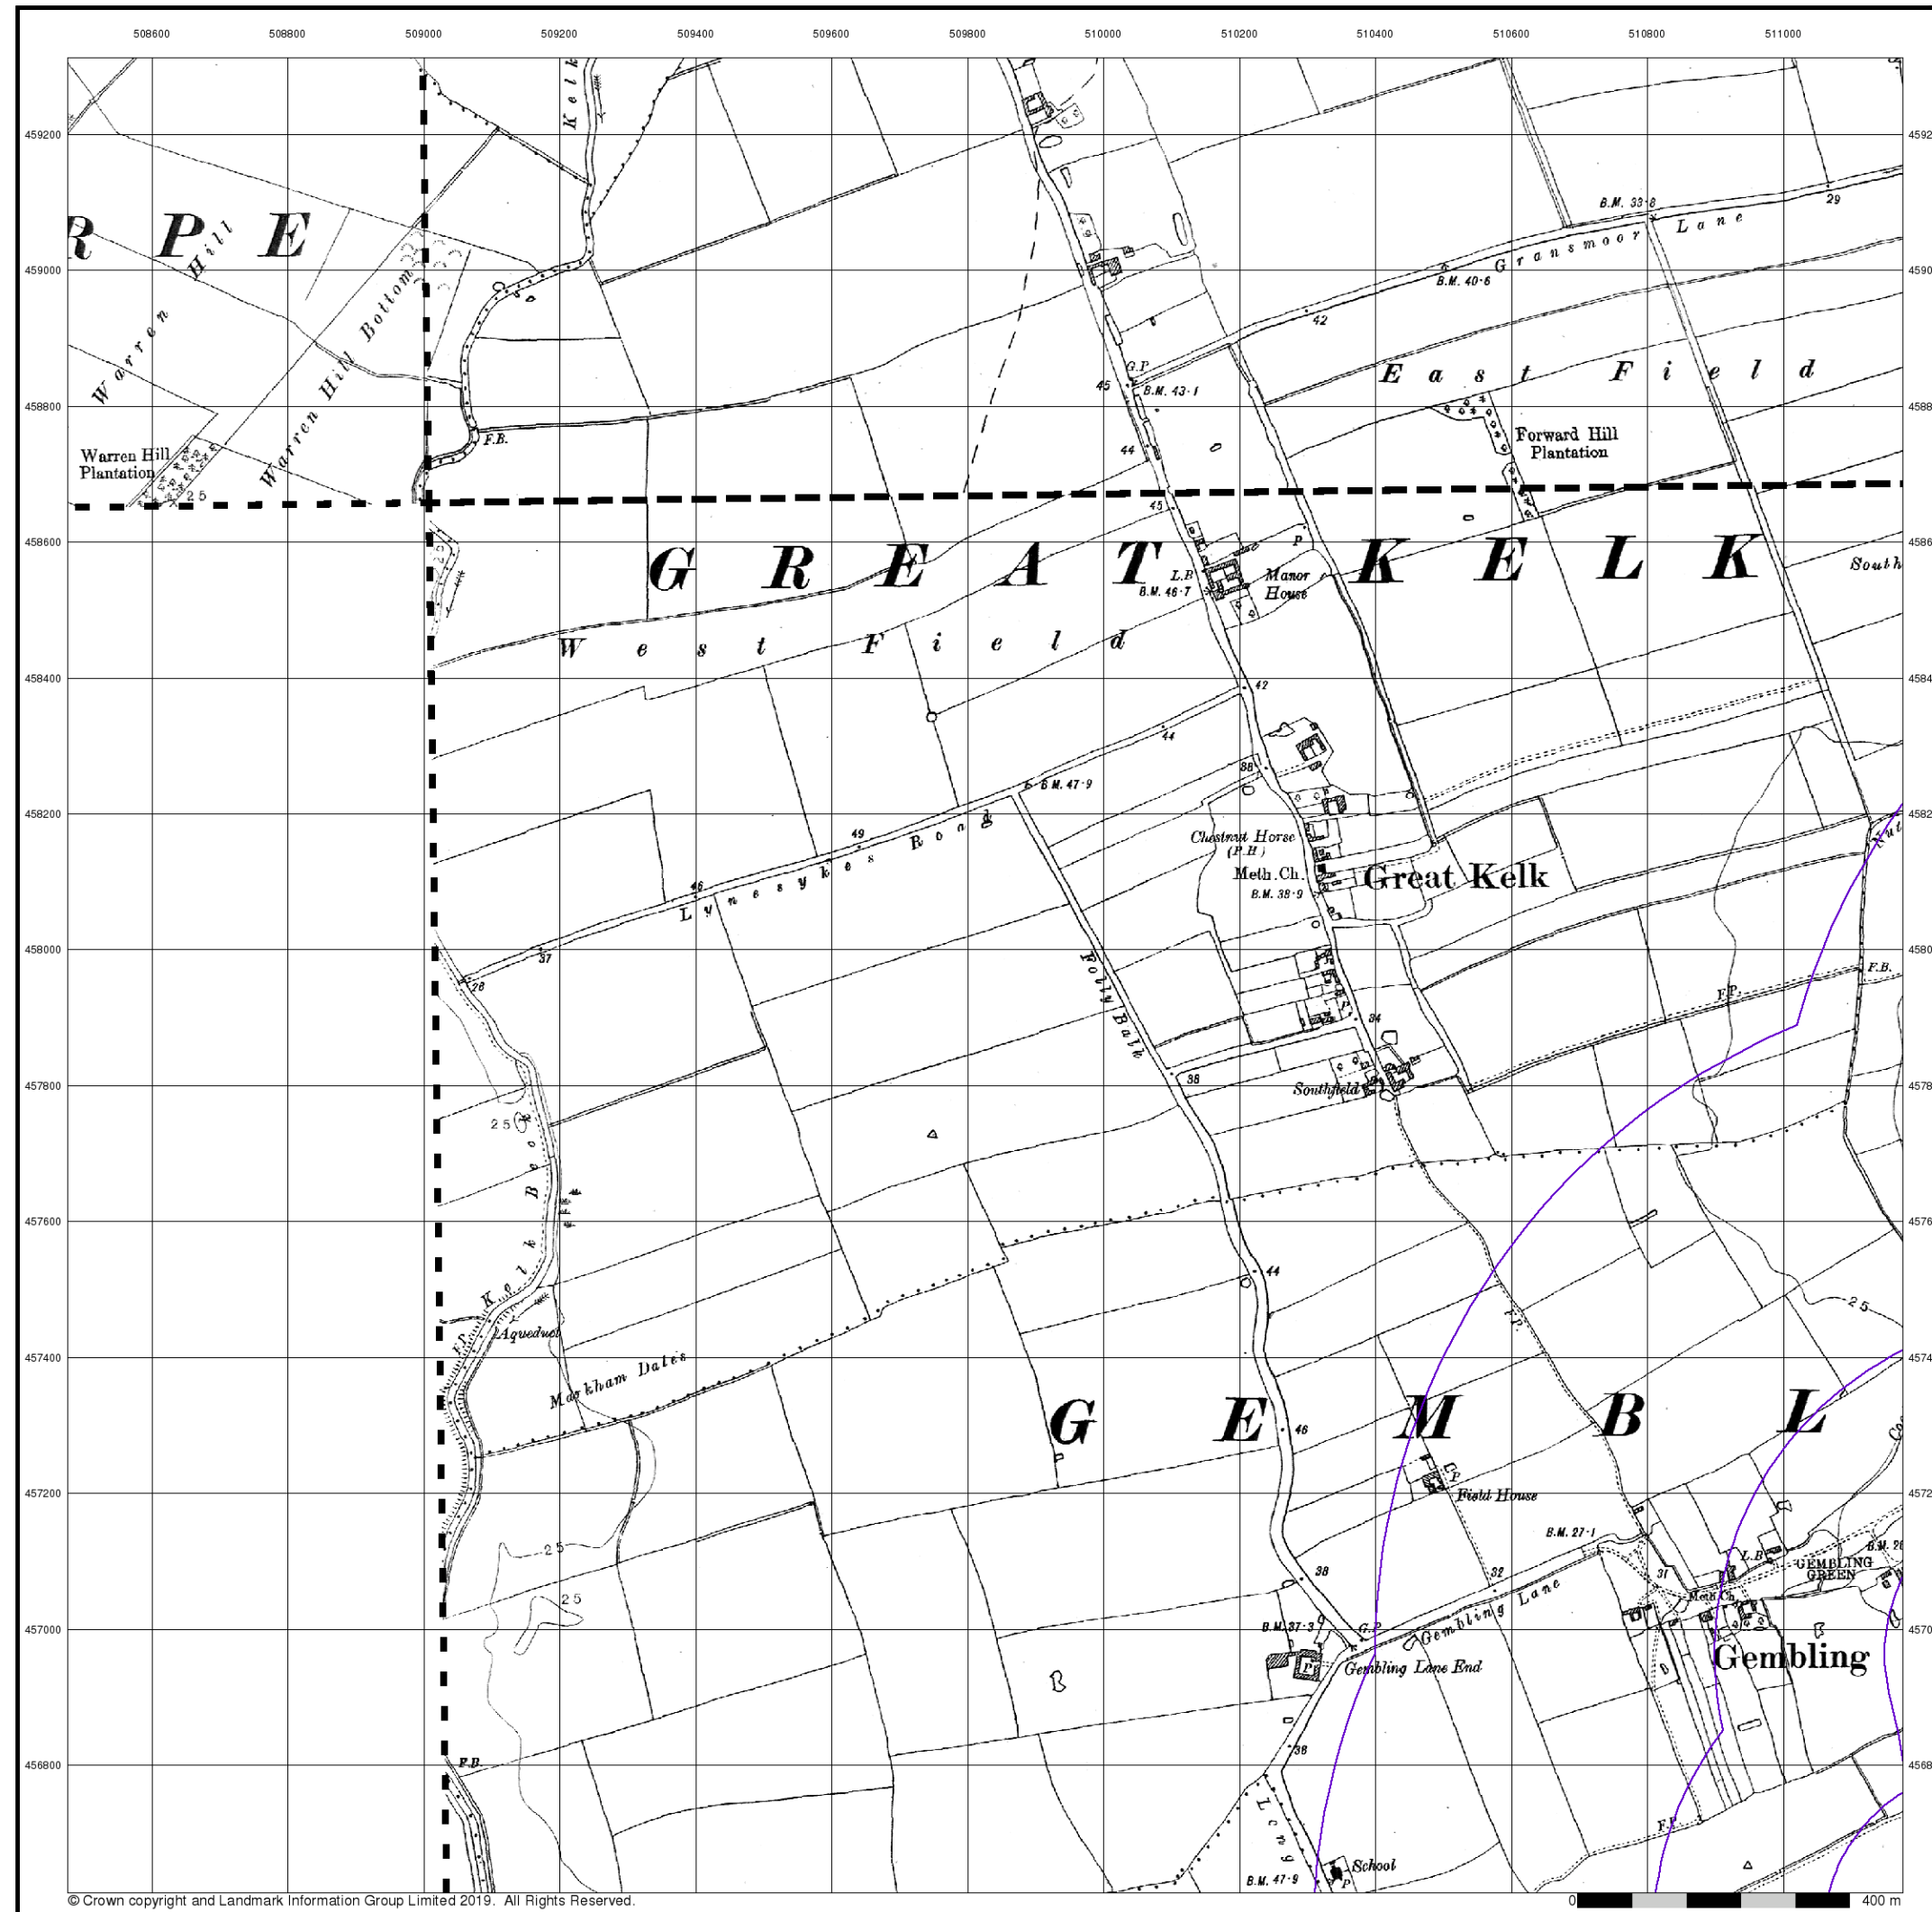 508600 508800 509000 509200 509400 509600 509800 510000 510200 510400 510600 510800 511000
Kelk
459200
B.M. 33·8
29
R P E
Gransmoor Lane
459000
B.M. 40·6
Warren Hill
Warren Hill Bottom
42
G.P.
45
B.M. 43·1
East Field
458800
44
F.B.
Forward Hill
Plantation
Warren Hill
Plantation
25
45
458600
P
25
GREAT KELK
South
L.B
B.M. 46·7
Manor
House
West Field
458400
42
44
38
B.M. 47·9
458200
49
Lynesykes Road
Chestnut Horse
(P.H)
Meth. Ch.
B.M. 38·9
Great Kelk
46
458000
37
28
Folly Balk
F.B.
F.P.
P
34
457800
38
Southfield
25
Kelk Beck
457600
44
F.P.
25
F.P.
Aqueduct
457400
Markham Dales
GEMBL
46
457200
P
Field House
B.M. 27·1
25
L.B
GEMBLING
GREEN
38
32
31
Meth. Ch.
25
Gembling Lane
457000
B.M. 37·3
G.P.
P
Gembling Lane End
Gembling
36
456800
F.B.
F.P.
Long
School
B.M. 47·9
P
© Crown copyright and Landmark Information Group Limited 2019. All Rights Reserved.
0 400 m